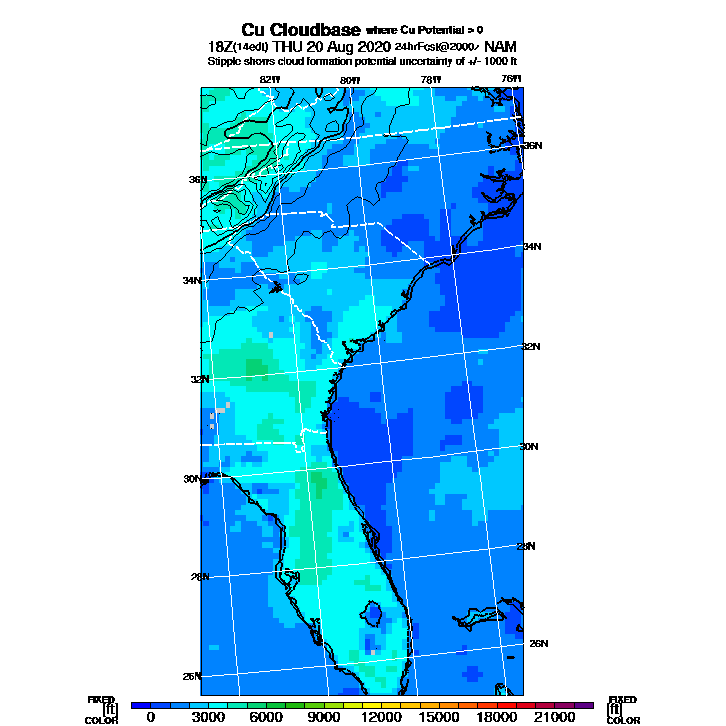 Cu Cloudbase where Cu Potential > 0
18Z(14edt) THU 20 Aug 2020 24hrFcst@2000z NAM
Stipple shows cloud formation potential uncertainty of +/- 1000 ft
82W 80W 78W 76W
36N
36N
34N
34N
32N
32N
30N
30N
28N
28N
26N
26N
FIXED FIXED
[ft] [ft]
COLOR COLOR
0 3000 6000 9000 12000 15000 18000 21000